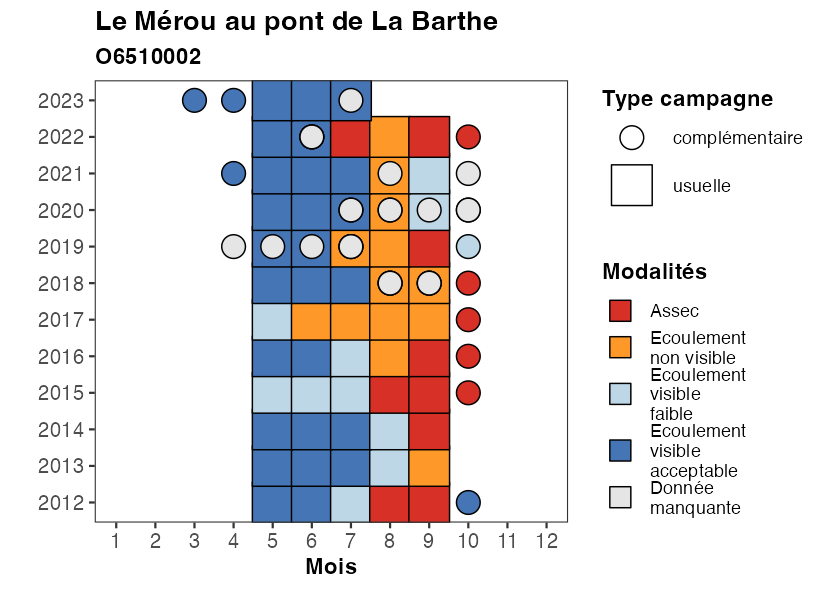 Le Mérou au pont de La Barthe
O6510002
2023
2022
2021
2020
2019
2018
2017
2016
2015
2014
2013
2012
1 2 3 4 5 6 7 8 9 10 11 12
Mois
Type campagne
complémentaire
usuelle
Modalités
Assec
Ecoulement
non visible
Ecoulement
visible
faible
Ecoulement
visible
acceptable
Donnée
manquante